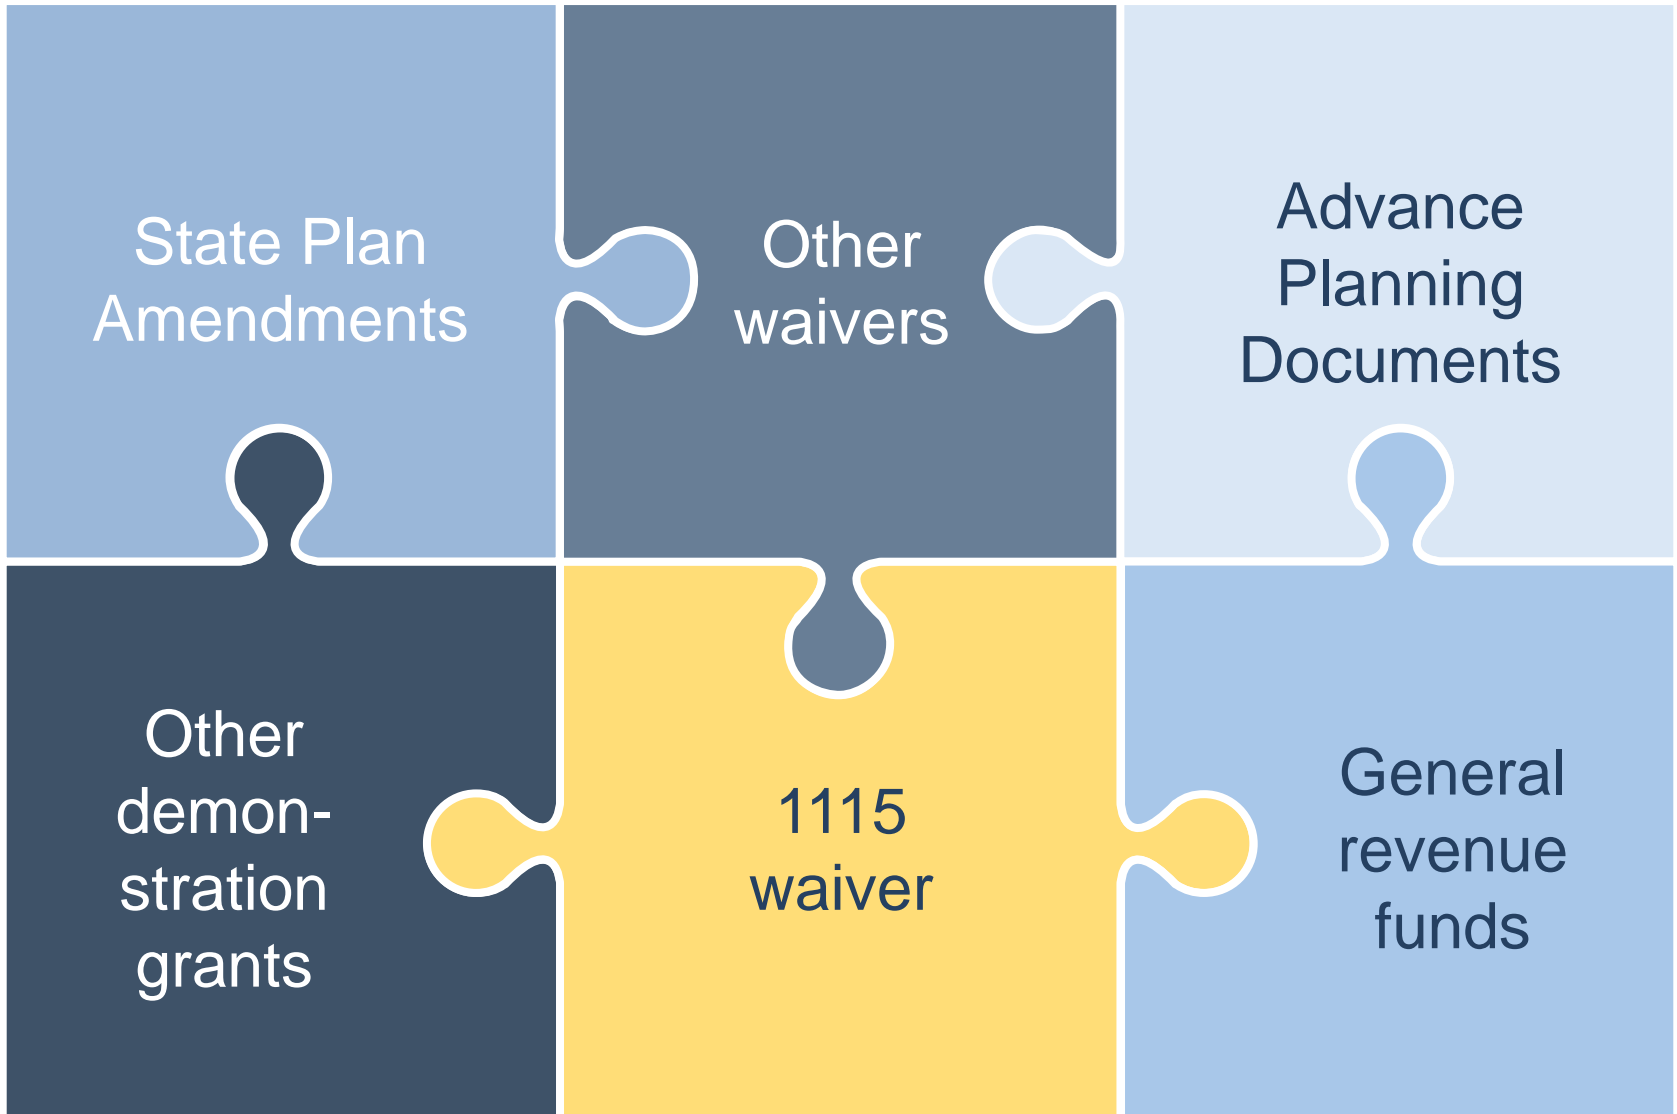 State Plan
Amendments
Other
waivers
Advance
Planning
Documents
Other
demon-
stration
grants
1115
waiver
General
revenue
funds